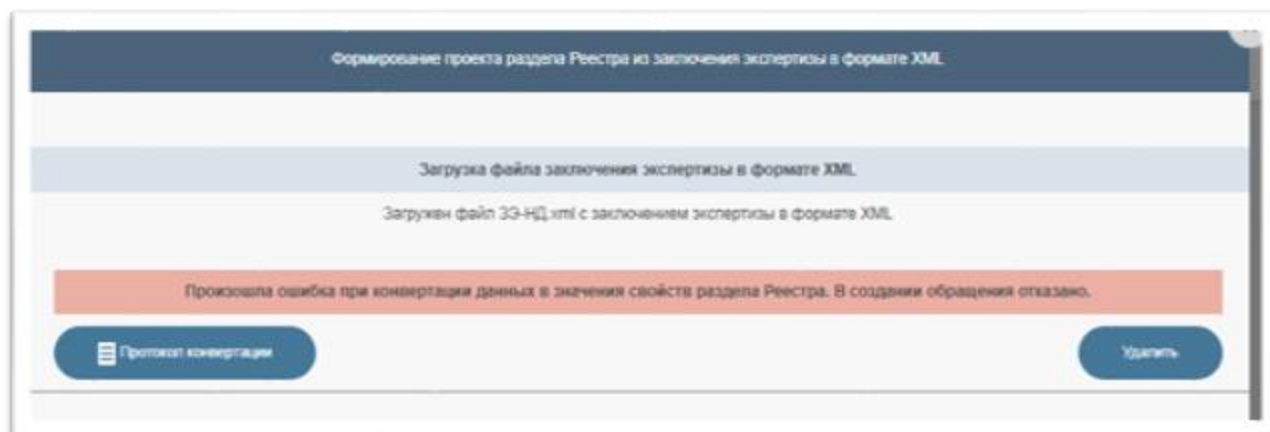 Формирование проекта раздела Реестра из заключения экспертизы в формате XML
Загрузка файла заключения экспертизы в формате XML
Загружен файл ЗЭ-НД.xml с заключением экспертизы в формате XML
Произошла ошибка при конвертации данных в значения свойств раздела Реестра. В создании обращения отказано.
Протокол конвертации
Удалить